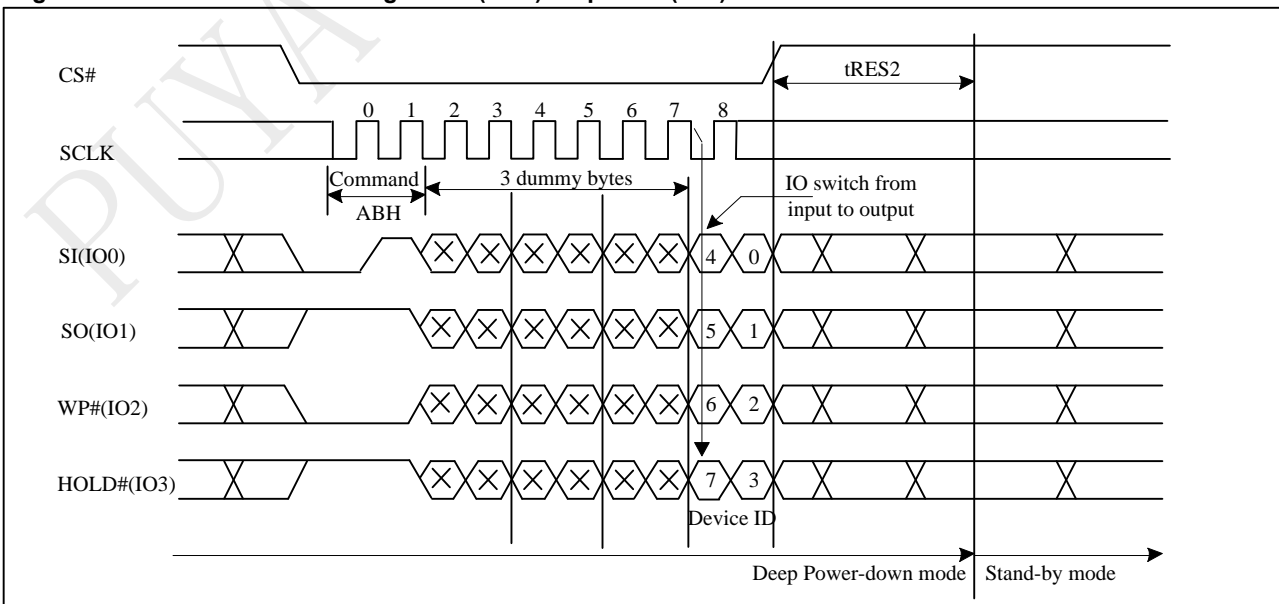 PUYA
CS#
tRES2
0 1 2 3 4 5 6 7 8
SCLK
Command
3 dummy bytes
IO switch from
input to output
ABH
SI(IO0)
4 0
SO(IO1)
5 1
WP#(IO2)
6 2
HOLD#(IO3)
7 3
Device ID
Deep Power-down mode
Stand-by mode